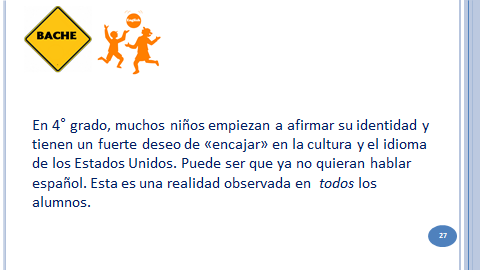 BACHE
En 4° grado, muchos niños empiezan a afirmar su identidad y
tienen un fuerte deseo de «encajar» en la cultura y el idioma
de los Estados Unidos. Puede ser que ya no quieran hablar
español. Esta es una realidad observada en todos los
alumnos.
27